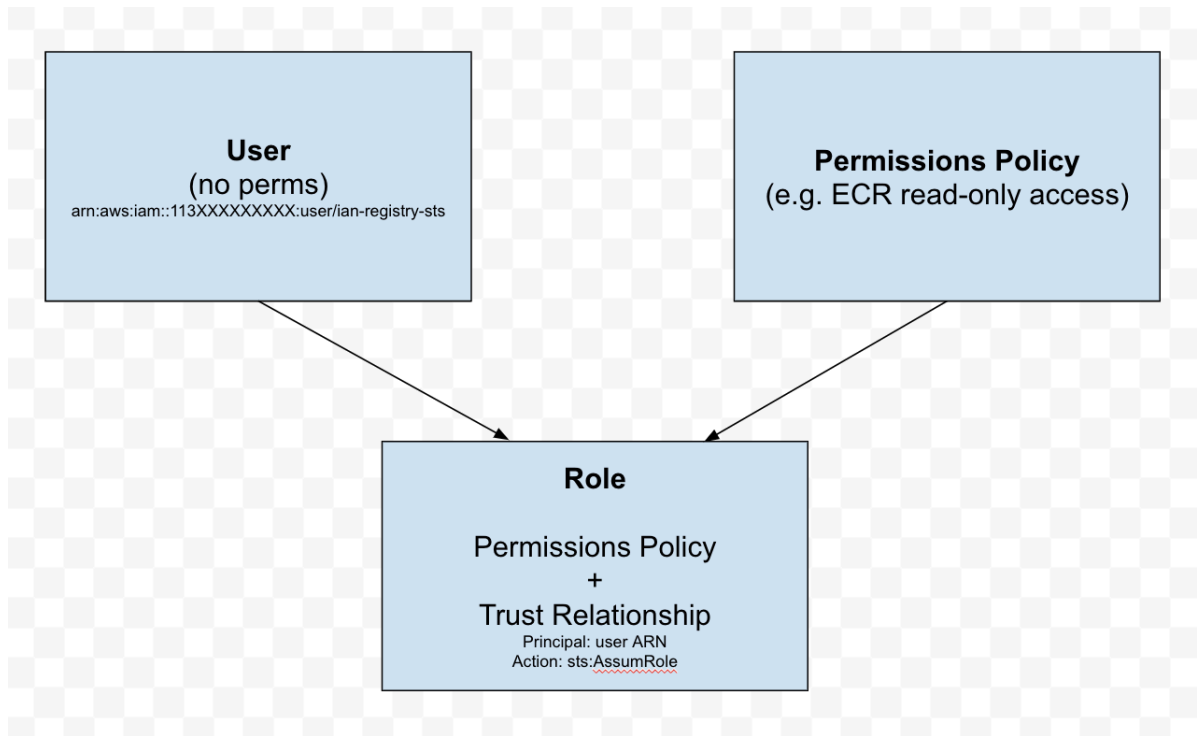 User
(no perms)
arn:aws:iam::113XXXXXXXXX:user/ian-registry-sts
Permissions Policy
(e.g. ECR read-only access)
Role
Permissions Policy
+
Trust Relationship
Principal: user ARN
Action: sts:AssumRole